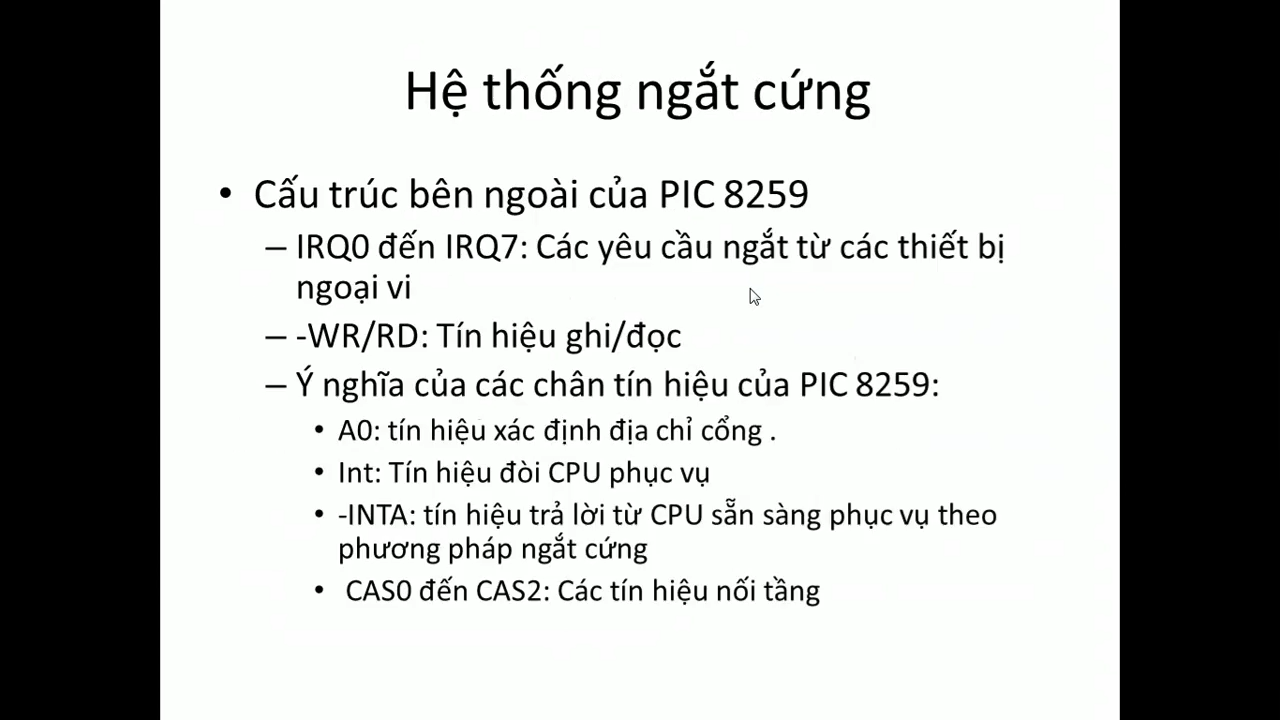 Hệ thống ngắt cứng
• Cấu trúc bên ngoài của PIC 8259
– IRQ0 đến IRQ7: Các yêu cầu ngắt từ các thiết bị
ngoại vi
– -WR/RD: Tín hiệu ghi/đọc
– Ý nghĩa của các chân tín hiệu của PIC 8259:
• A0: tín hiệu xác định địa chỉ cổng .
• Int: Tín hiệu đòi CPU phục vụ
• -INTA: tín hiệu trả lời từ CPU sẵn sàng phục vụ theo
phương pháp ngắt cứng
• CAS0 đến CAS2: Các tín hiệu nối tầng